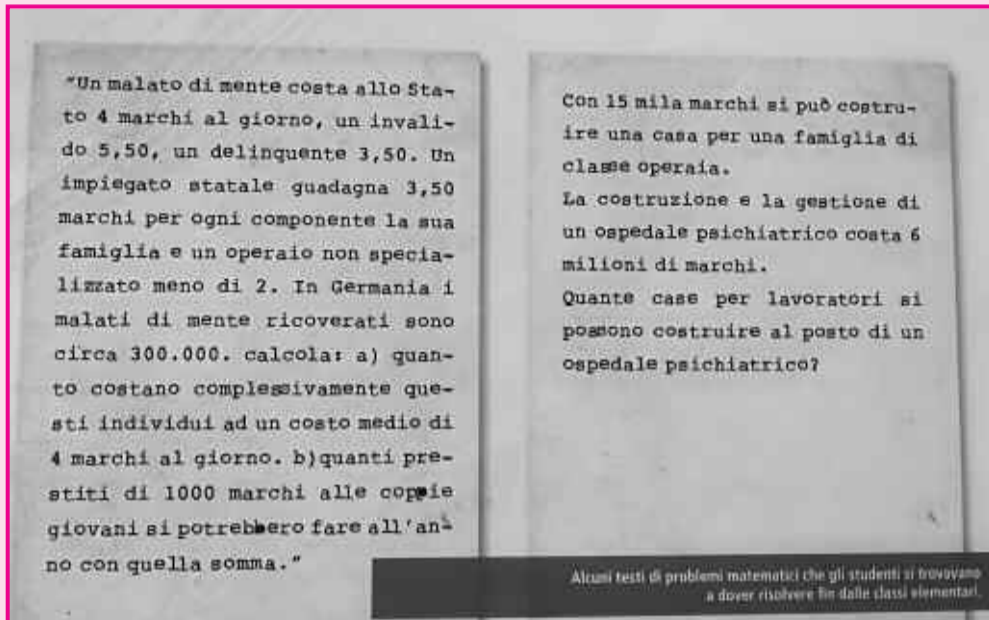 "Un malato di mente costa allo Sta-
to 4 marchi al giorno, un invali-
do 5,50, un delinquente 3,50. Un
impiegato statale guadagna 3,50
marchi per ogni componente la sua
famiglia e un operaio non specia-
lizzato meno di 2. In Germania i
malati di mente ricoverati sono
circa 300.000. calcola: a) quan-
to costano complessivamente que-
sti individui ad un costo medio di
4 marchi al giorno. b)quanti pre-
stiti di 1000 marchi alle coppie
giovani si potrebbero fare all'an-
no con quella somma."
Con 15 mila marchi si può costru-
ire una casa per una famiglia di
classe operaia.
La costruzione e la gestione di
un ospedale psichiatrico costa 6
milioni di marchi.
Quante case per lavoratori si
possono costruire al posto di un
ospedale psichiatrico?
Alcuni testi di problemi matematici che gli studenti si trovavano
a dover risolvere fin dalle classi elementari.